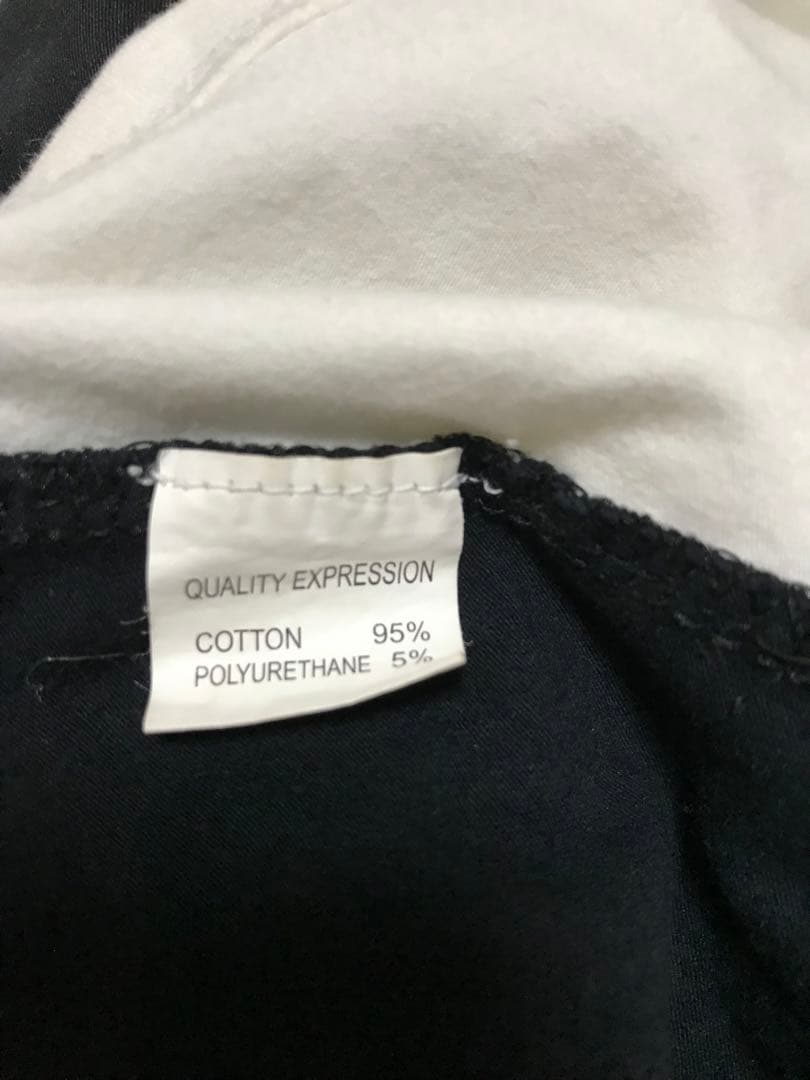 QUALITY EXPRESSION
COTTON 95%
POLYURETHANE 5%